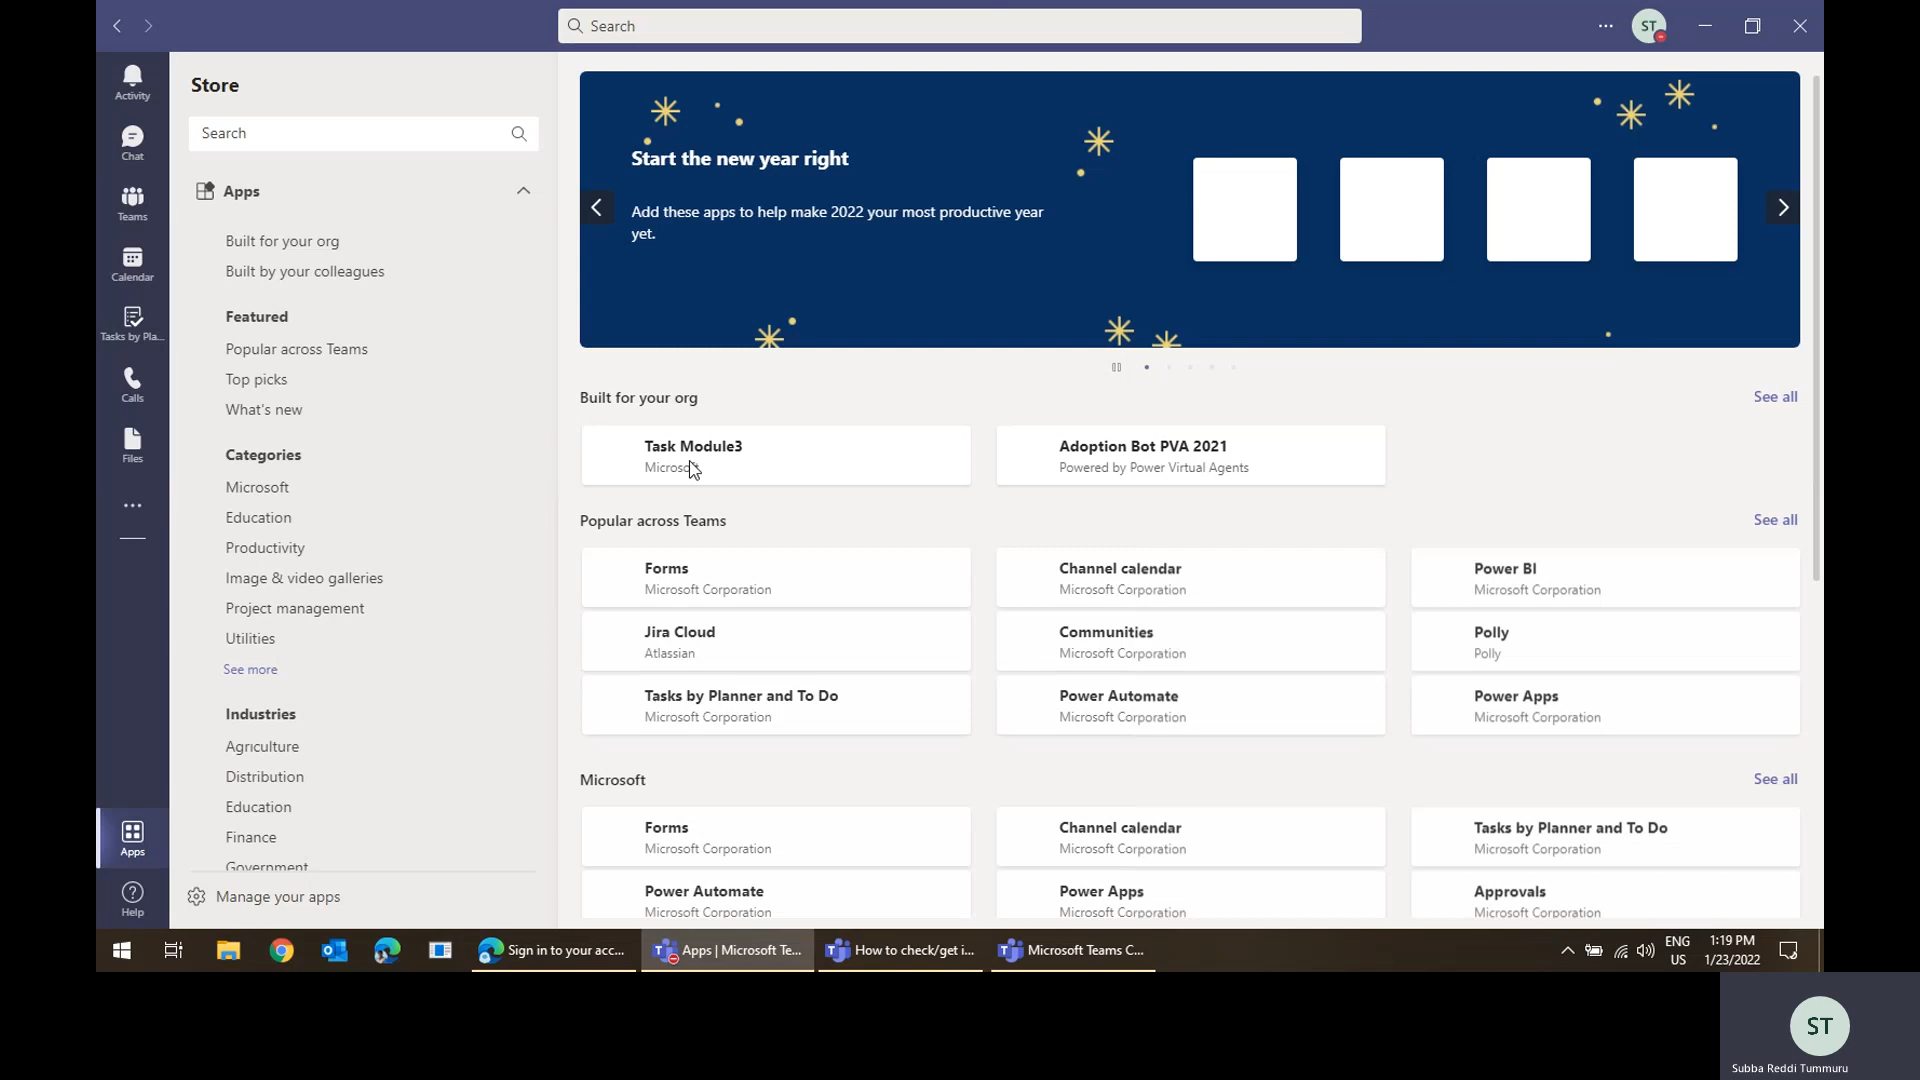 Search
ST
Activity
Chat
Teams
Calendar
Tasks by Pla...
Calls
Files
Apps
Help
Store
Search
Apps
Built for your org
Built by your colleagues
Featured
Popular across Teams
Top picks
What's new
Categories
Microsoft
Education
Productivity
Image & video galleries
Project management
Utilities
See more
Industries
Agriculture
Distribution
Education
Finance
Government
Manage your apps
Start the new year right
Add these apps to help make 2022 your most productive year
yet.
Built for your org
See all
Task Module3
Microsoft
Adoption Bot PVA 2021
Powered by Power Virtual Agents
Popular across Teams
See all
Forms
Microsoft Corporation
Channel calendar
Microsoft Corporation
Power BI
Microsoft Corporation
Jira Cloud
Atlassian
Communities
Microsoft Corporation
Polly
Polly
Tasks by Planner and To Do
Microsoft Corporation
Power Automate
Microsoft Corporation
Power Apps
Microsoft Corporation
Microsoft
See all
Forms
Microsoft Corporation
Channel calendar
Microsoft Corporation
Tasks by Planner and To Do
Microsoft Corporation
Power Automate
Microsoft Corporation
Power Apps
Microsoft Corporation
Approvals
Microsoft Corporation
Sign in to your acc...
Apps | Microsoft Te...
How to check/get i...
Microsoft Teams C...
ENG
US
1:19 PM
1/23/2022
ST
Subba Reddi Tummuru